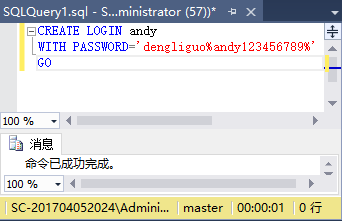 SQLQuery1.sql - S...ministrator (57))*
CREATE LOGIN andy
WITH PASSWORD='dengliguo%andy123456789%'
GO
100 %
消息
命令已成功完成。
100 %
SC-201704052024\Admini... master 00:00:01 0 行